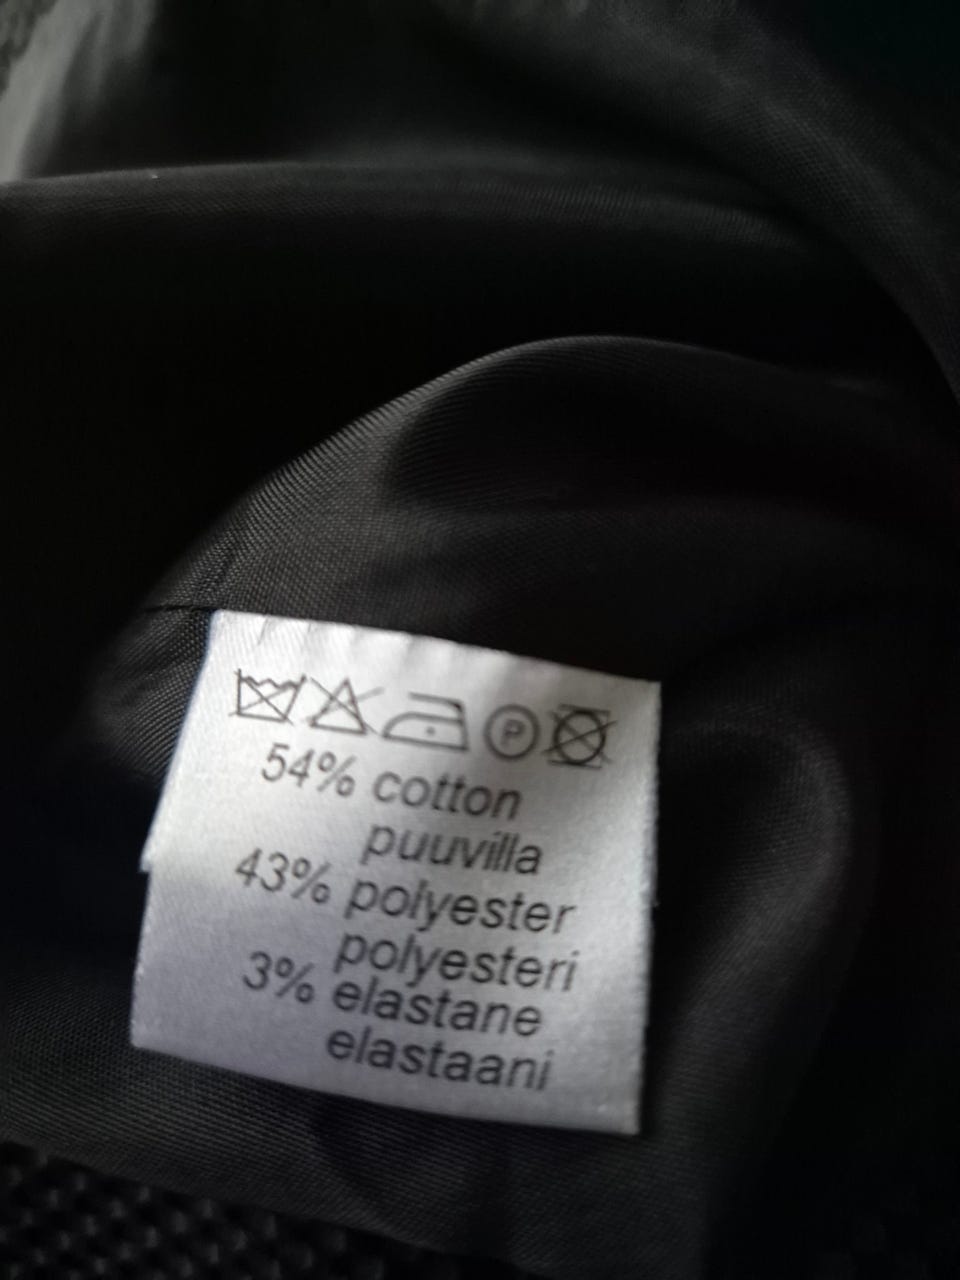 P
54% cotton
puuvilla
43% polyester
polyesteri
3% elastane
elastaani